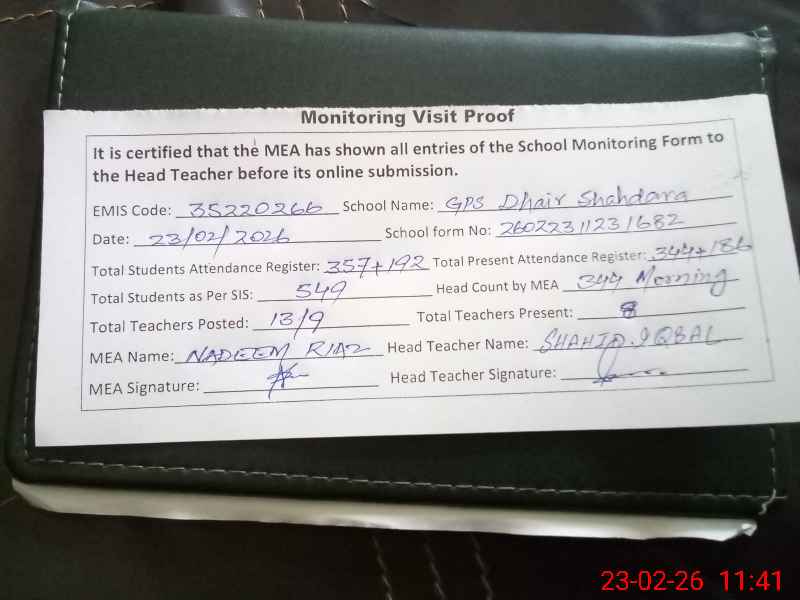 Monitoring Visit Proof
It is certified that the MEA has shown all entries of the School Monitoring Form to
the Head Teacher before its online submission.
EMIS Code: 35220266 School Name: GPS Dhair Shahdara
Date: 23/02/2026 School form No: 26022311231682
Total Students Attendance Register: 357+192 Total Present Attendance Register: 344+186
Total Students as Per SIS: 549 Head Count by MEA 344 Morning
Total Teachers Posted: 13/9 Total Teachers Present: 8
MEA Name: NADEEM RIAZ Head Teacher Name: SHAHID IQBAL
MEA Signature: Head Teacher Signature:
23-02-26 11:41